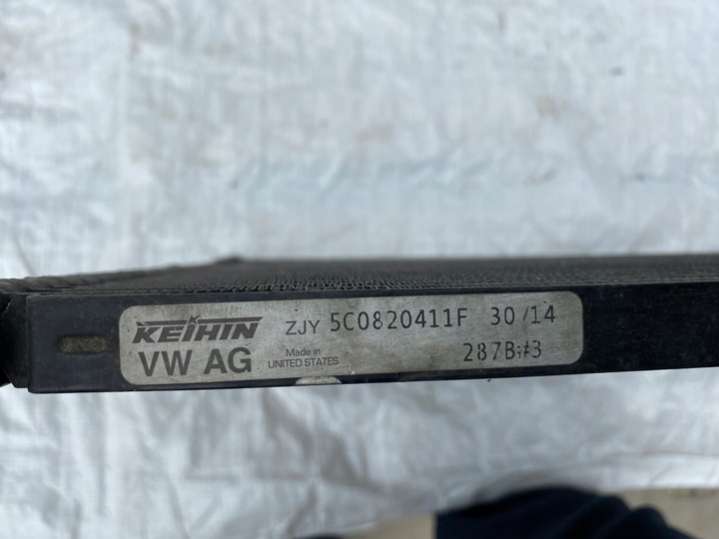 KEIHIN ZJY 5C0820411F 30/14
VW AG Made in UNITED STATES 287B:#3